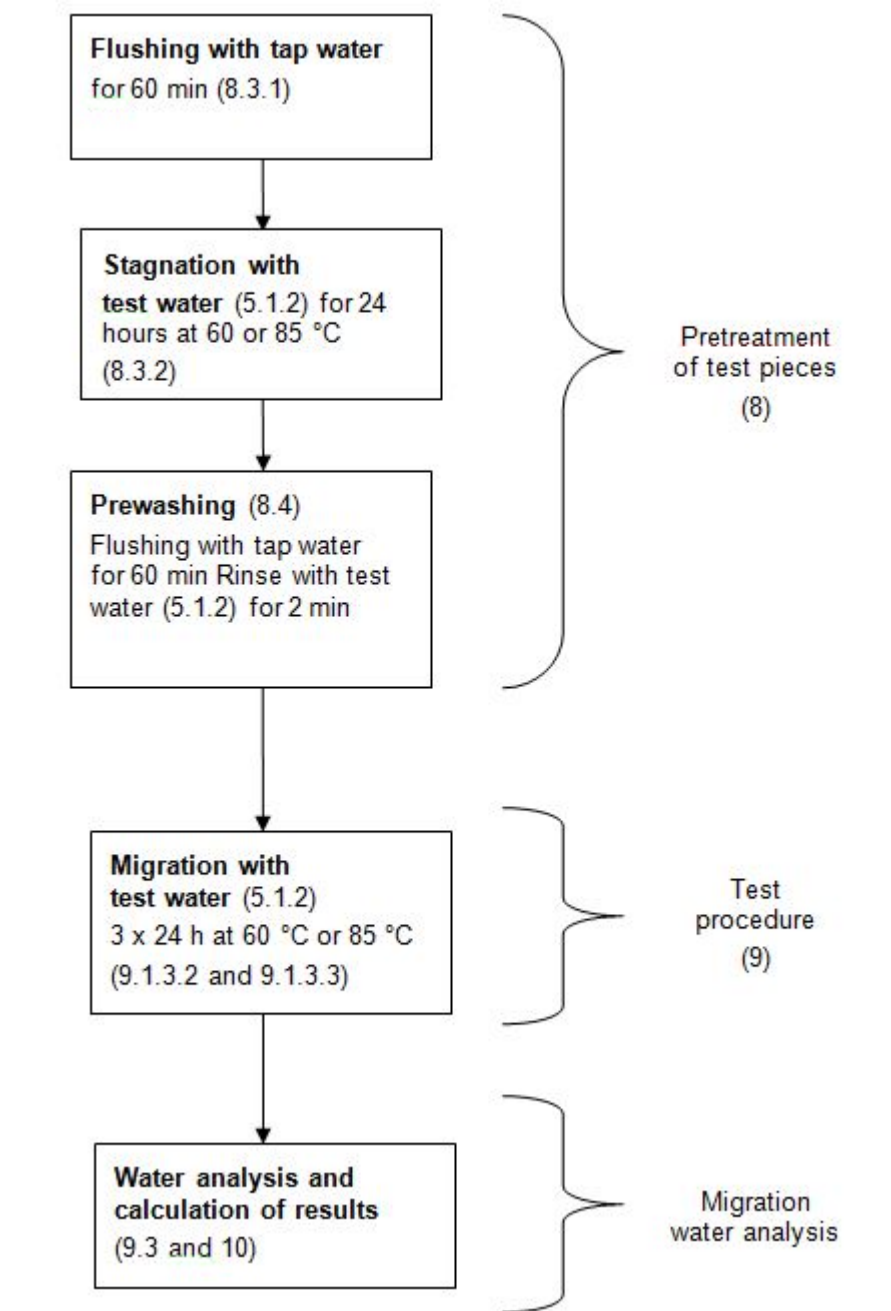 Flushing with tap water
for 60 min (8.3.1)
Stagnation with
test water (5.1.2) for 24
hours at 60 or 85 °C
(8.3.2)
Prewashing (8.4)
Flushing with tap water
for 60 min Rinse with test
water (5.1.2) for 2 min
Pretreatment
of test pieces
(8)
Migration with
test water (5.1.2)
3 x 24 h at 60 °C or 85 °C
(9.1.3.2 and 9.1.3.3)
Test
procedure
(9)
Water analysis and
calculation of results
(9.3 and 10)
Migration
water analysis